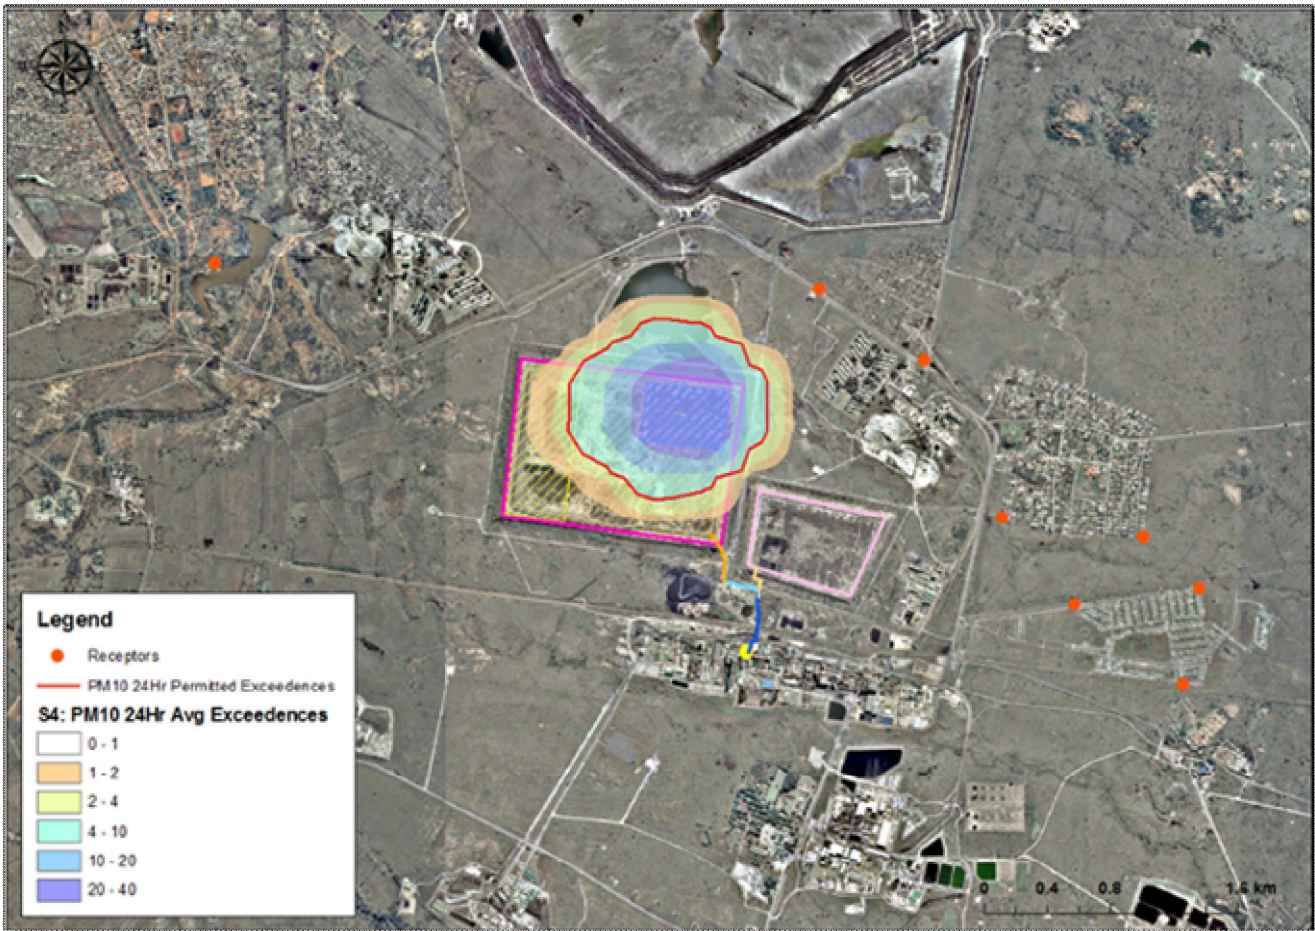 Legend
Receptors
PM10 24Hr Permitted Exceedences
S4: PM10 24Hr Avg Exceedences
0 - 1
1 - 2
2 - 4
4 - 10
10 - 20
20 - 40
0 0.4 0.8 1.6 km